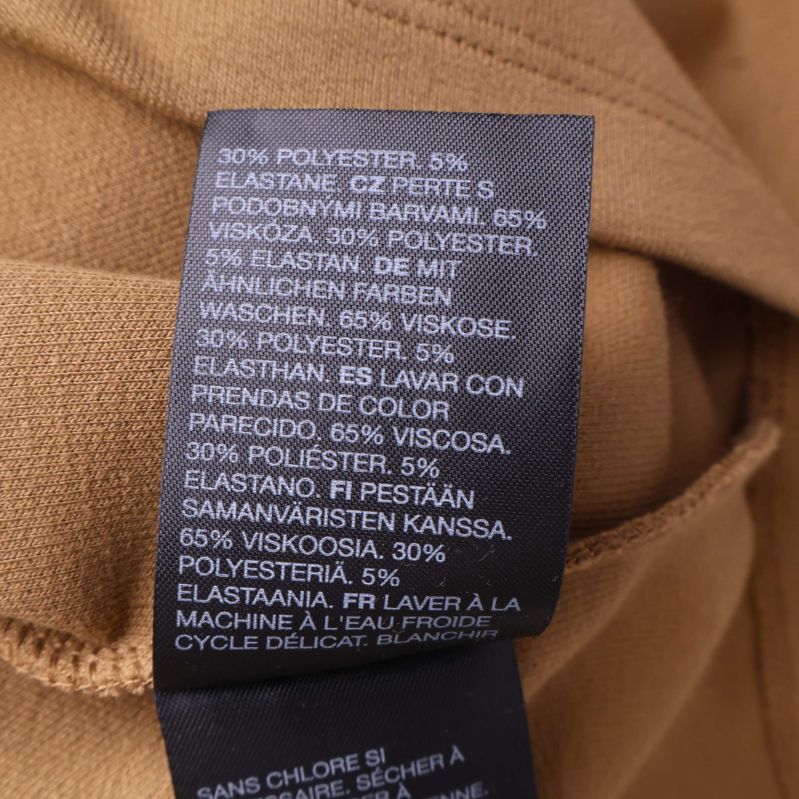 30% POLYESTER. 5%
ELASTANE. CZ PERTE S
PODOBNYMI BARVAMI. 65%
VISKÓZA. 30% POLYESTER.
5% ELASTAN. DE MIT
ÄHNLICHEN FARBEN
WASCHEN. 65% VISKOSE.
30% POLYESTER. 5%
ELASTHAN. ES LAVAR CON
PRENDAS DE COLOR
PARECIDO. 65% VISCOSA.
30% POLIÉSTER. 5%
ELASTANO. FI PESTÄÄN
SAMANVÄRISTEN KANSSA.
65% VISKOOSIA. 30%
POLYESTERIÄ. 5%
ELASTAANIA. FR LAVER À LA
MACHINE À L'EAU FROIDE
CYCLE DÉLICAT. BLANCHIR
SANS CHLORE SI
SÉCHER À